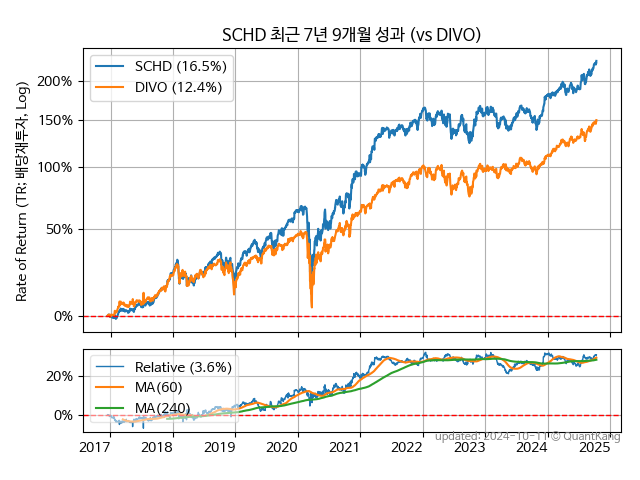 SCHD 최근 7년 9개월 성과 (vs DIVO)
Rate of Return (TR: 배당재투자, Log)
SCHD (16.5%)
DIVO (12.4%)
200%
150%
100%
50%
0%
Relative (3.6%)
MA(60)
MA(240)
20%
0%
2017 2018 2019 2020 2021 2022 2023 2024 2025
updated: 2024-10-11 © QuantKang